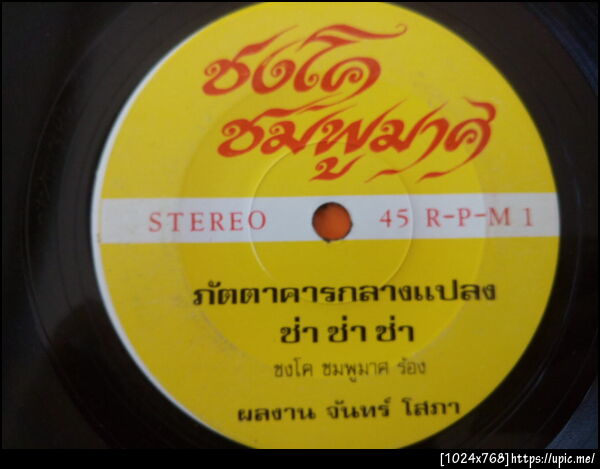 ชงโค
ชมพูมาศ
STEREO 45 R-P-M 1
ภัตตาคารกลางแปลง
ช่า ช่า ช่า
ชงโค ชมพูมาศ ร้อง
ผลงาน จันทร์ โสภา
[1024x768]https://upic.me/